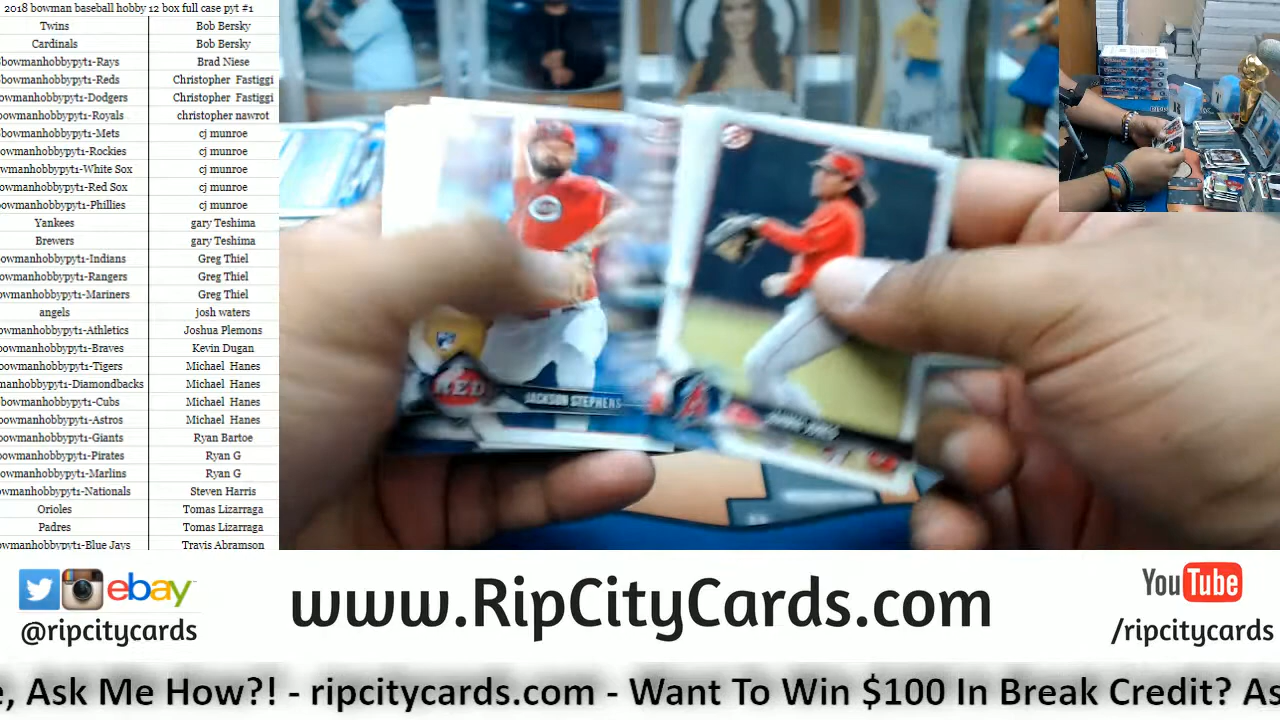 2018 bowman baseball hobby 12 box full case pyt #1
Twins Bob Bersky
Cardinals Bob Bersky
bowmanhobbypyt1-Rays Brad Niese
bowmanhobbypyt1-Reds Christopher Fastiggi
owmanhobbypyt1-Dodgers Christopher Fastiggi
owmanhobbypyt1-Royals christopher nawrot
bowmanhobbypyt1-Mets cj munroe
owmanhobbypyt1-Rockies cj munroe
wmanhobbypyt1-White Sox cj munroe
wmanhobbypyt1-Red Sox cj munroe
owmanhobbypyt1-Phillies cj munroe
Yankees gary Teshima
Brewers gary Teshima
owmanhobbypyt1-Indians Greg Thiel
owmanhobbypyt1-Rangers Greg Thiel
owmanhobbypyt1-Mariners Greg Thiel
angels josh waters
owmanhobbypyt1-Athletics Joshua Plemons
owmanhobbypyt1-Braves Kevin Dugan
owmanhobbypyt1-Tigers Michael Hanes
manhobbypyt1-Diamondbacks Michael Hanes
owmanhobbypyt1-Cubs Michael Hanes
owmanhobbypyt1-Astros Michael Hanes
owmanhobbypyt1-Giants Ryan Bartoe
owmanhobbypyt1-Pirates Ryan G
owmanhobbypyt1-Marlins Ryan G
wmanhobbypyt1-Nationals Steven Harris
Orioles Tomas Lizarraga
Padres Tomas Lizarraga
owmanhobbypyt1-Blue Jays Travis Abramson
REDS
JACKSON STEPHENS
ebay
@ripcitycards
www.RipCityCards.com
YouTube
/ripcitycards
e, Ask Me How?! - ripcitycards.com - Want To Win $100 In Break Credit? As